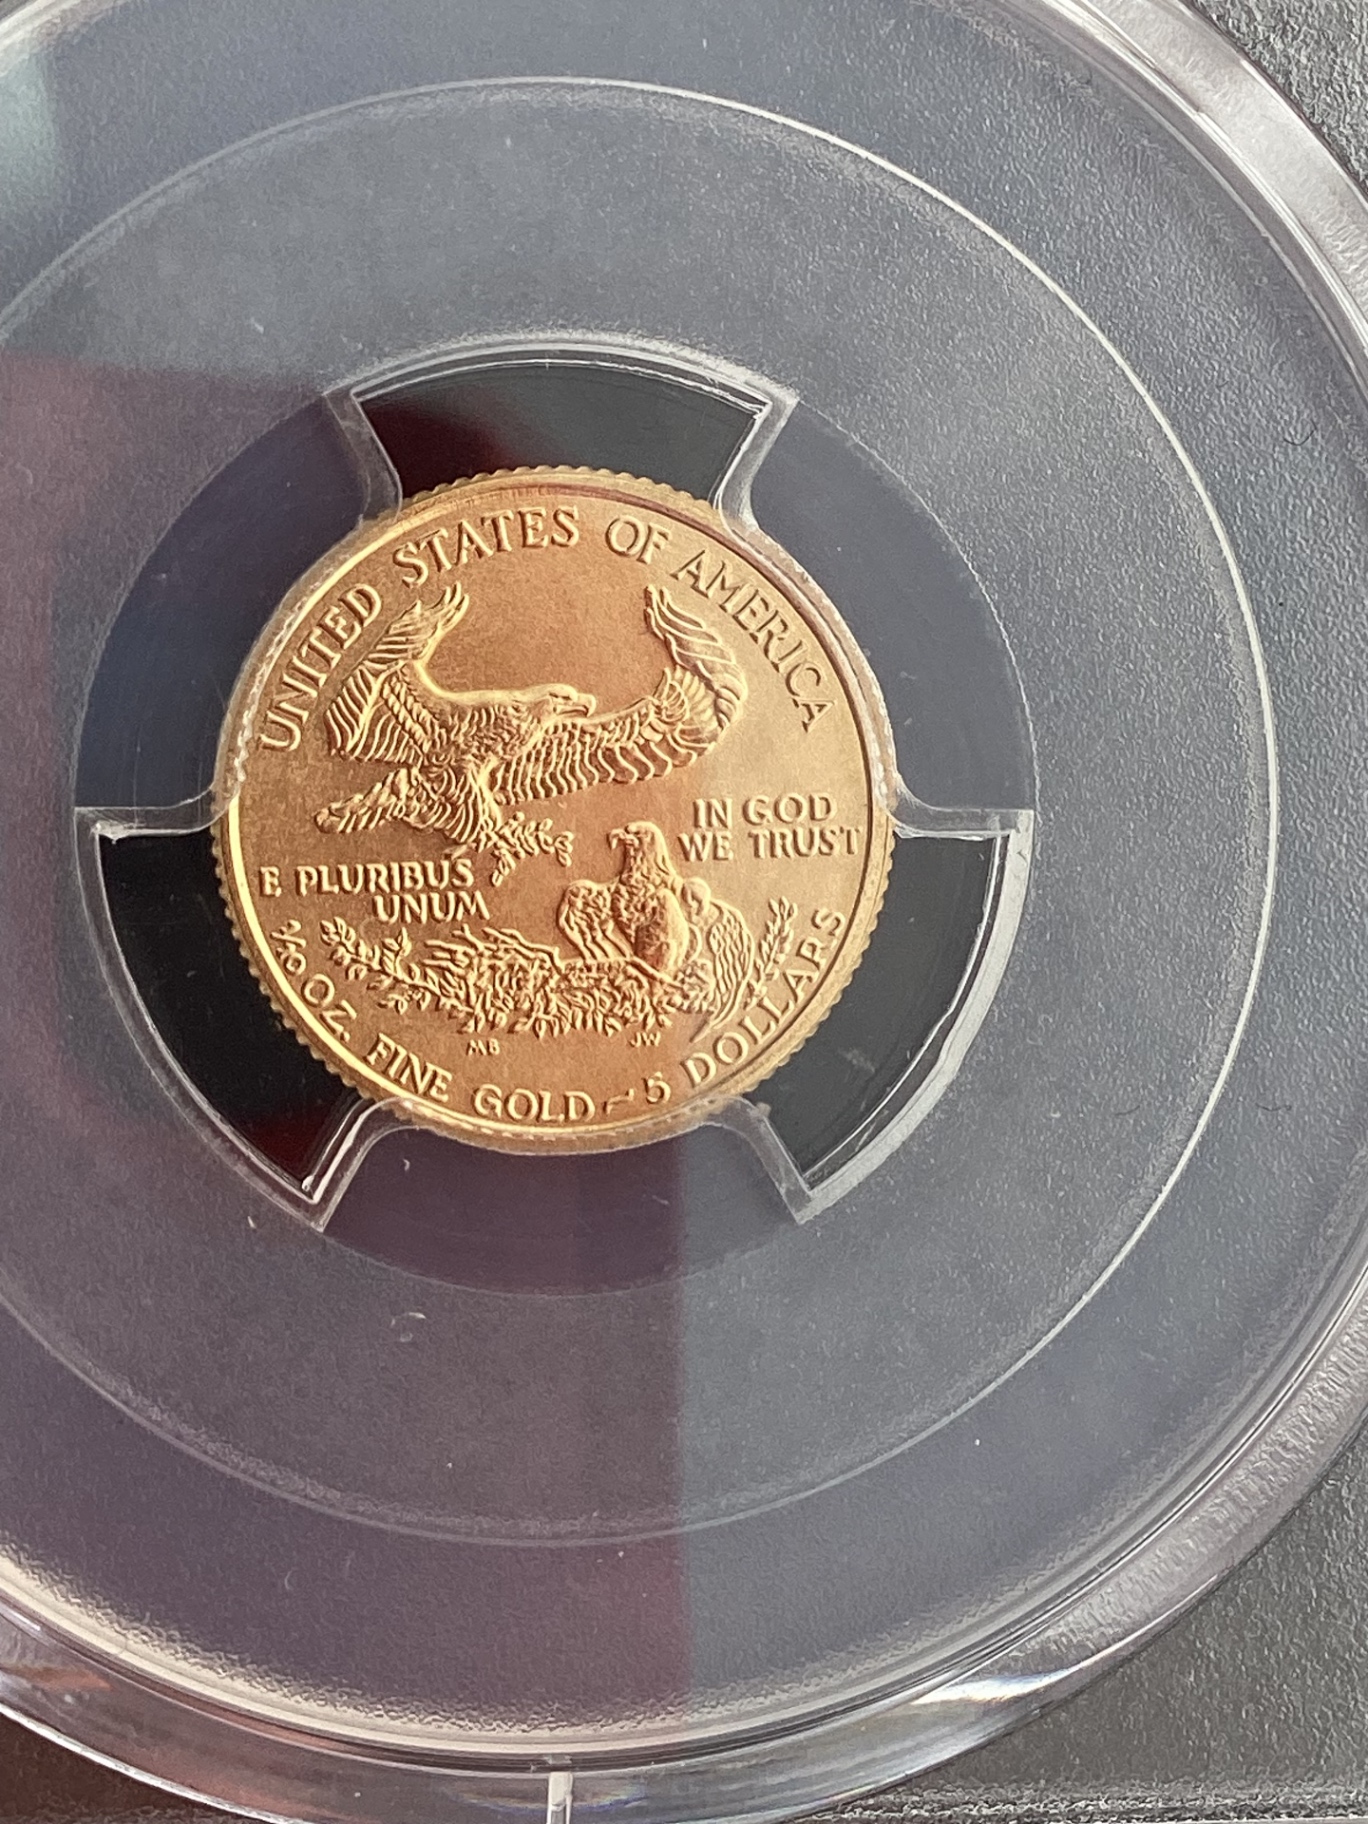 UNITED STATES OF AMERICA
IN GOD
WE TRUST
E PLURIBUS
UNUM
MB
JW
1/10 OZ. FINE GOLD~5 DOLLARS